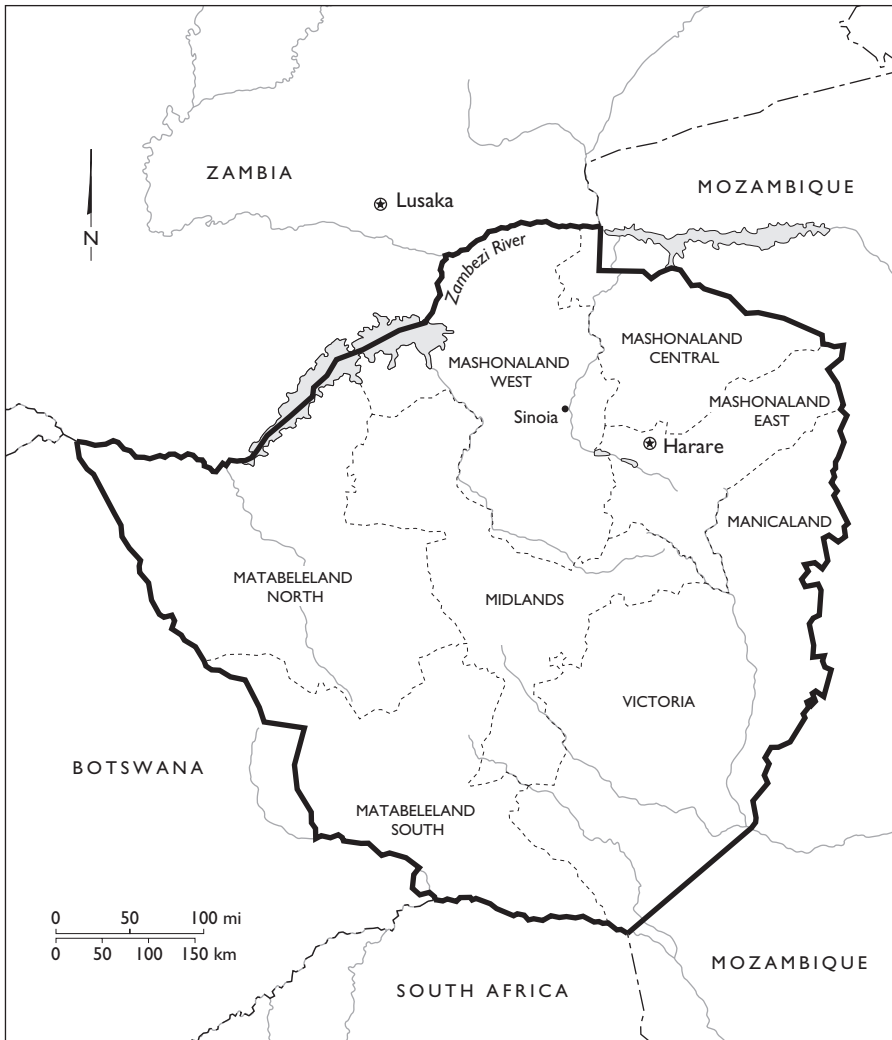 ZAMBIA
Lusaka
MOZAMBIQUE
N
Zambezi River
MASHONALAND
CENTRAL
MASHONALAND
WEST
MASHONALAND
EAST
Sinoia
Harare
MANICALAND
MATABELELAND
NORTH
MIDLANDS
VICTORIA
BOTSWANA
MATABELELAND
SOUTH
0 50 100 mi
0 50 100 150 km
MOZAMBIQUE
SOUTH AFRICA